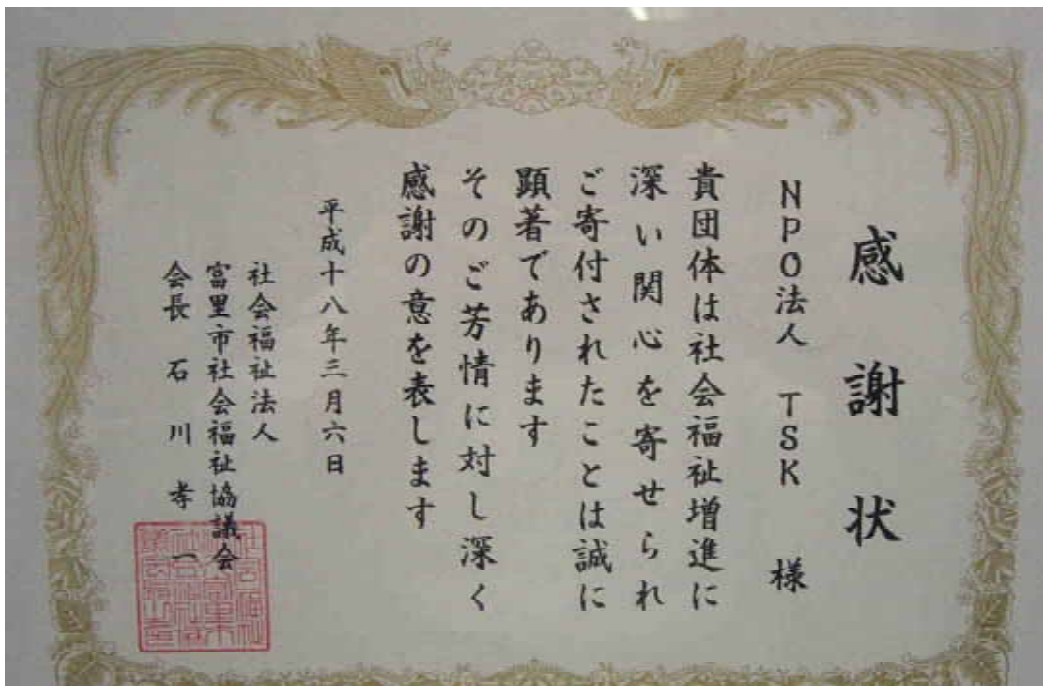 感謝状
NPO法人 TSK 様
貴団体は社会福祉増進に
深い関心を寄せられ
ご寄付されたことは誠に
顕著であります
そのご芳情に対し深く
感謝の意を表します
平成十八年三月六日
社会福祉法人
富里市社会福祉協議会
会長 石川孝一